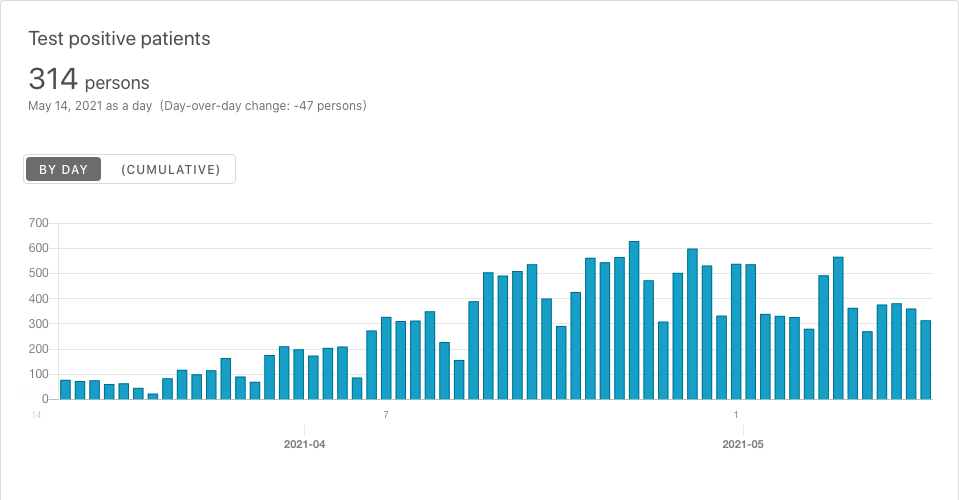 Test positive patients
314 persons
May 14, 2021 as a day (Day-over-day change: -47 persons)
BY DAY (CUMULATIVE)
700
600
500
400
300
200
100
0
14 7 1
2021-04 2021-05